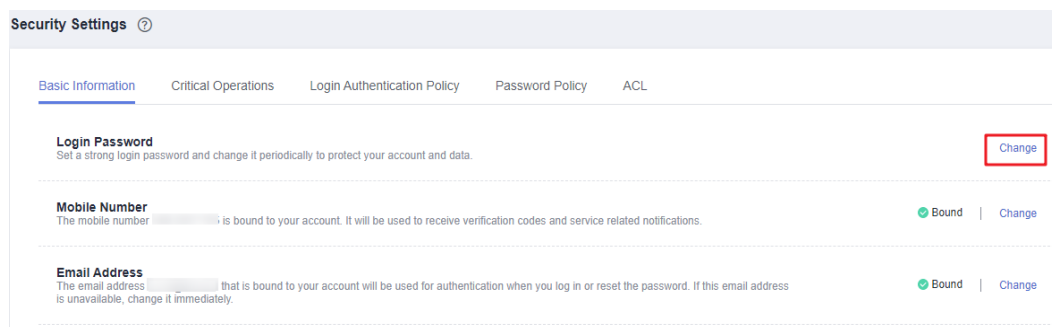 Security Settings ?
Basic Information Critical Operations Login Authentication Policy Password Policy ACL
Login Password
Set a strong login password and change it periodically to protect your account and data.
Change
Mobile Number
The mobile number is bound to your account. It will be used to receive verification codes and service related notifications.
Bound | Change
Email Address
The email address that is bound to your account will be used for authentication when you log in or reset the password. If this email address
is unavailable, change it immediately.
Bound | Change